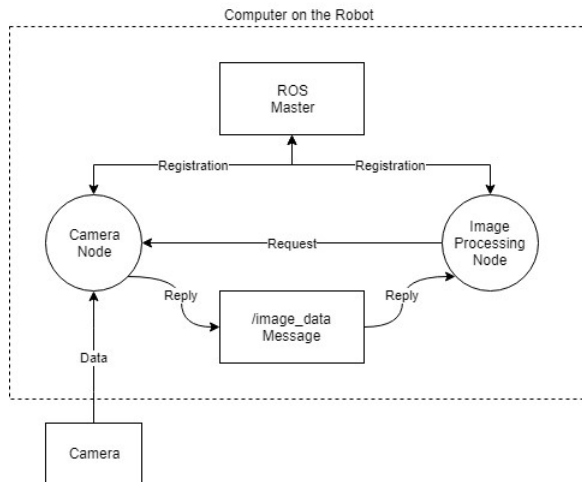 Computer on the Robot
ROS
Master
Registration
Registration
Camera
Node
Image
Processing
Node
Request
Reply
Reply
/image_data
Message
Data
Camera